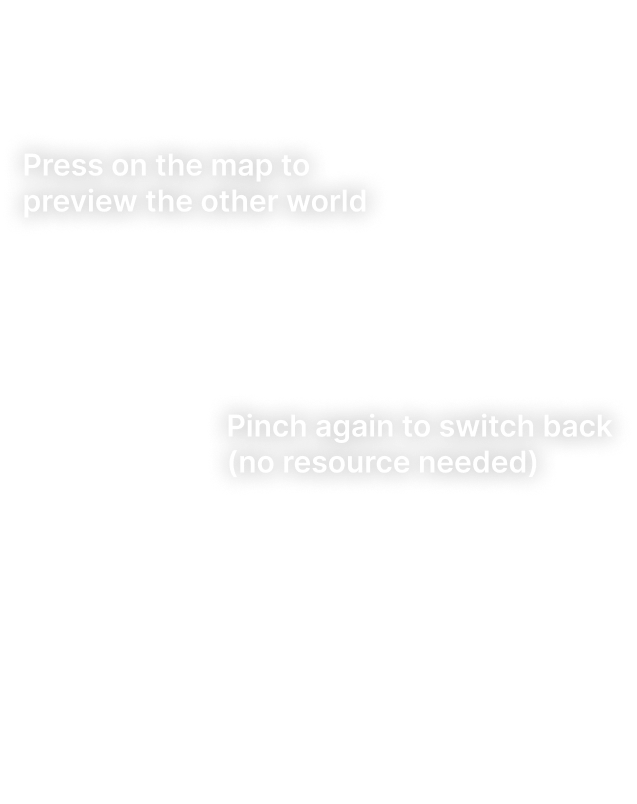 Press on the map to
preview the other world
Pinch again to switch back
(no resource needed)